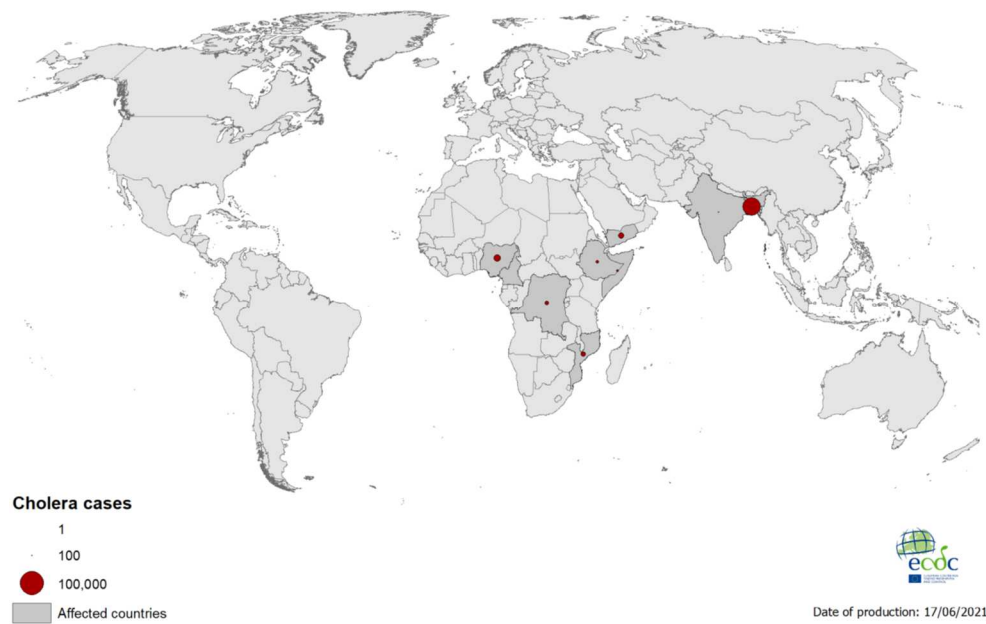 Cholera cases
1
100
100,000
Affected countries
ecdc
Date of production: 17/06/2021